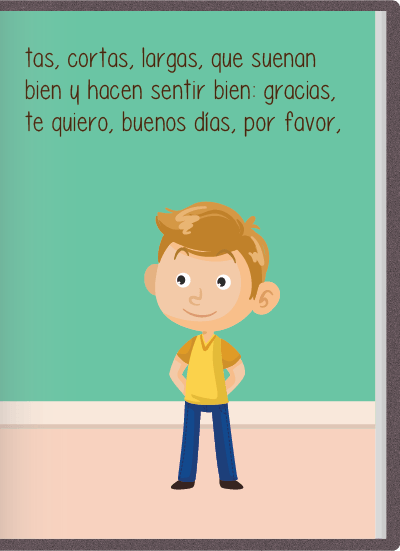 tas, cortas, largas, que suenan
bien y hacen sentir bien: gracias,
te quiero, buenos días, por favor,